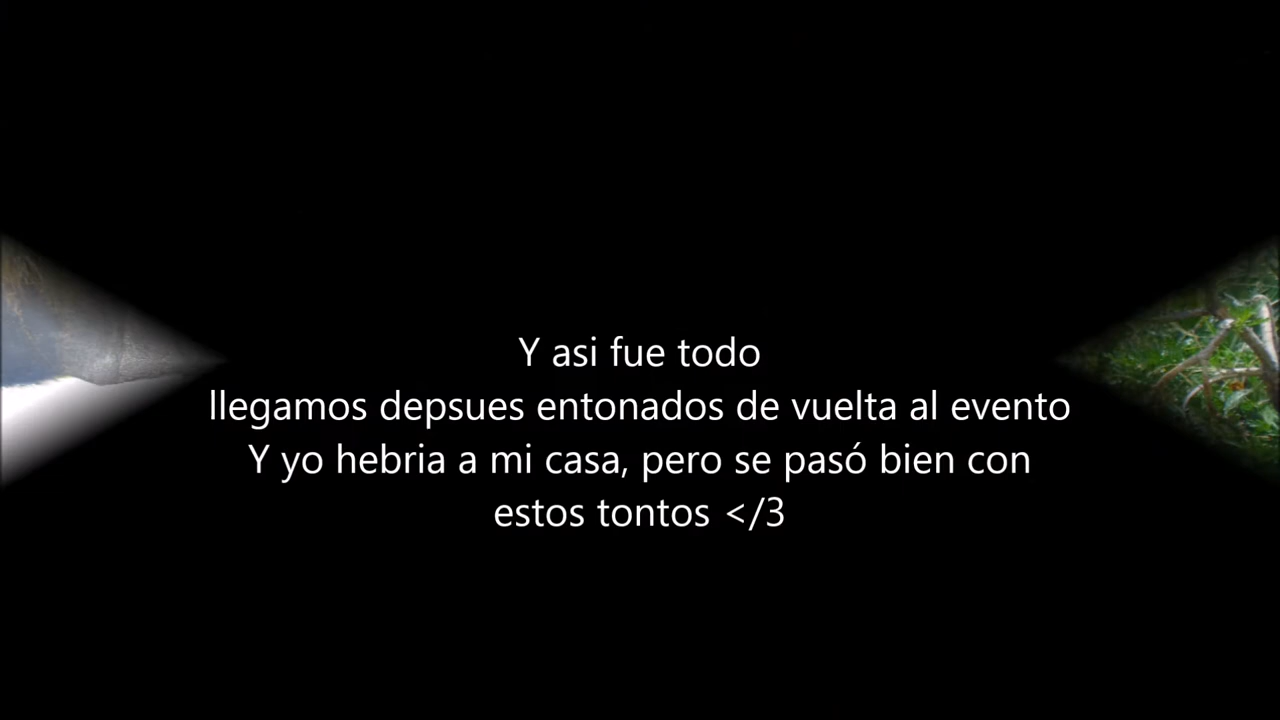 Y asi fue todo
llegamos depsues entonados de vuelta al evento
Y yo hebria a mi casa, pero se pasó bien con
estos tontos </3